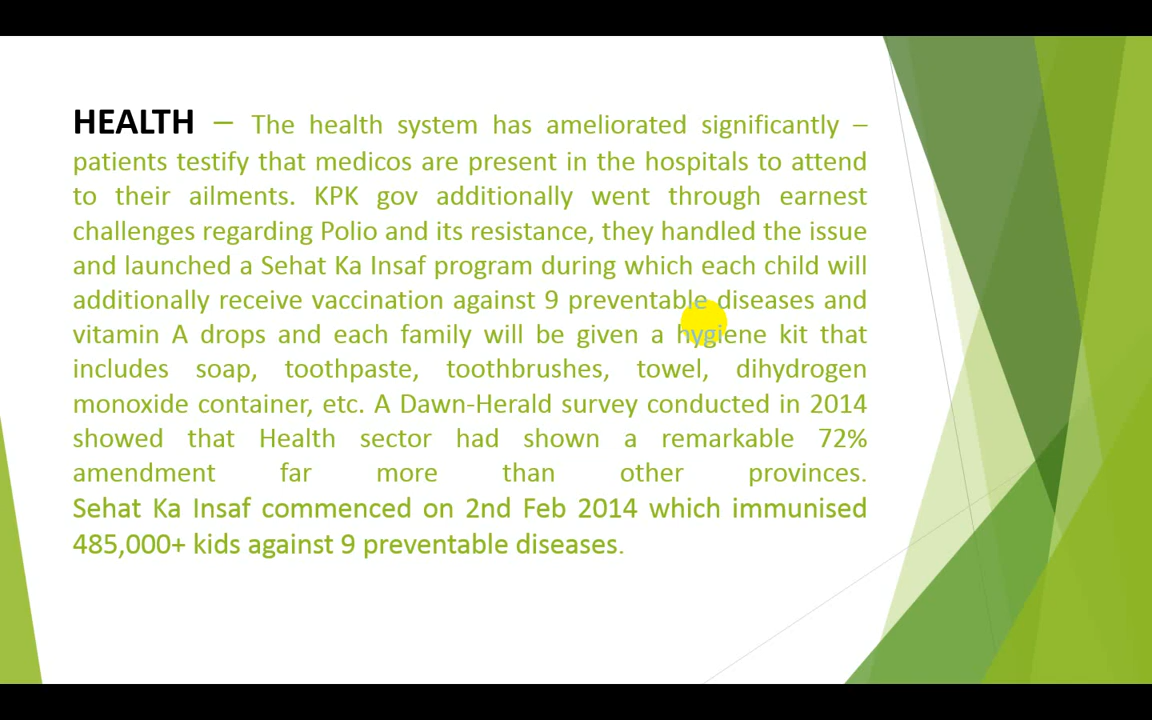 HEALTH – The health system has ameliorated significantly –
patients testify that medicos are present in the hospitals to attend
to their ailments. KPK gov additionally went through earnest
challenges regarding Polio and its resistance, they handled the issue
and launched a Sehat Ka Insaf program during which each child will
additionally receive vaccination against 9 preventable diseases and
vitamin A drops and each family will be given a hygiene kit that
includes soap, toothpaste, toothbrushes, towel, dihydrogen
monoxide container, etc. A Dawn-Herald survey conducted in 2014
showed that Health sector had shown a remarkable 72%
amendment far more than other provinces.
Sehat Ka Insaf commenced on 2nd Feb 2014 which immunised
485,000+ kids against 9 preventable diseases.